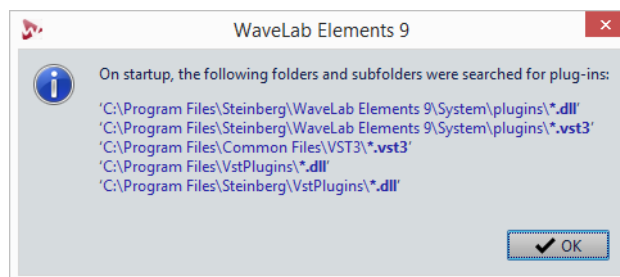 WaveLab Elements 9
On startup, the following folders and subfolders were searched for plug-ins:
‘C:\Program Files\Steinberg\WaveLab Elements 9\System\plugins\*.dll’
‘C:\Program Files\Steinberg\WaveLab Elements 9\System\plugins\*.vst3’
‘C:\Program Files\Common Files\VST3\*.vst3’
‘C:\Program Files\VstPlugins\*.dll’
‘C:\Program Files\Steinberg\VstPlugins\*.dll’
OK